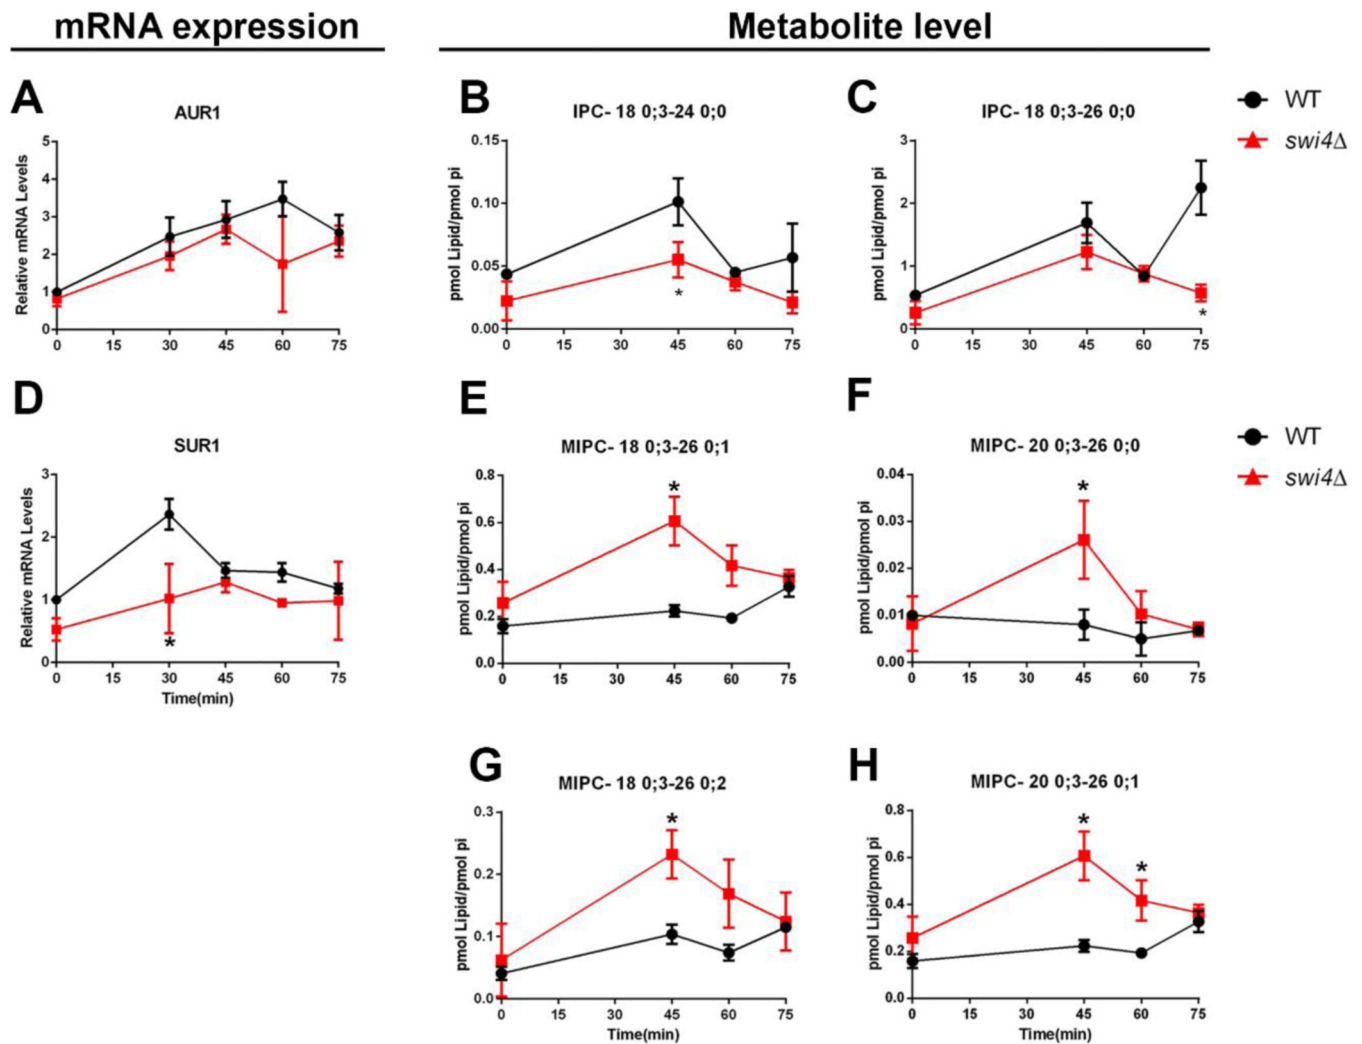 mRNA expression
Metabolite level
A
AUR1
Relative mRNA Levels
5
4
3
2
1
0
0 15 30 45 60 75
B
IPC- 18 0;3-24 0;0
pmol Lipid/pmol pi
0.15
0.10
0.05
0.00
*
0 15 30 45 60 75
C
IPC- 18 0;3-26 0;0
pmol Lipid/pmol pi
3
2
1
0
*
0 15 30 45 60 75
WT
swi4Δ
D
SUR1
Relative mRNA Levels
3
2
1
0
*
0 15 30 45 60 75
Time(min)
E
MIPC- 18 0;3-26 0;1
pmol Lipid/pmol pi
0.8
0.6
0.4
0.2
0.0
*
0 15 30 45 60 75
F
MIPC- 20 0;3-26 0;0
pmol Lipid/pmol pi
0.04
0.03
0.02
0.01
0.00
*
0 15 30 45 60 75
WT
swi4Δ
G
MIPC- 18 0;3-26 0;2
pmol Lipid/pmol pi
0.3
0.2
0.1
0.0
*
0 15 30 45 60 75
Time(min)
H
MIPC- 20 0;3-26 0;1
pmol Lipid/pmol pi
0.8
0.6
0.4
0.2
0.0
*
*
0 15 30 45 60 75
Time(min)